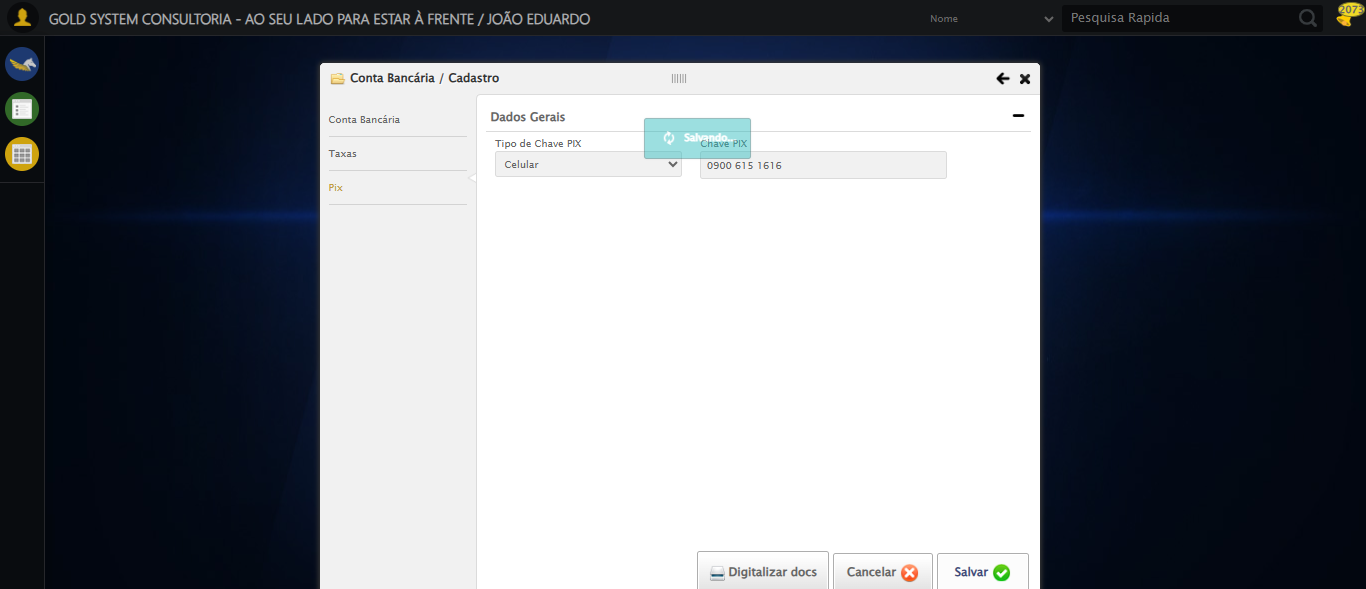 GOLD SYSTEM CONSULTORIA - AO SEU LADO PARA ESTAR À FRENTE / JOÃO EDUARDO
Nome
Pesquisa Rapida
2073
Conta Bancária / Cadastro
Conta Bancária
Taxas
Pix
Dados Gerais
Salvando...
Tipo de Chave PIX
Chave PIX
Celular
0900 615 1616
Digitalizar docs
Cancelar
Salvar